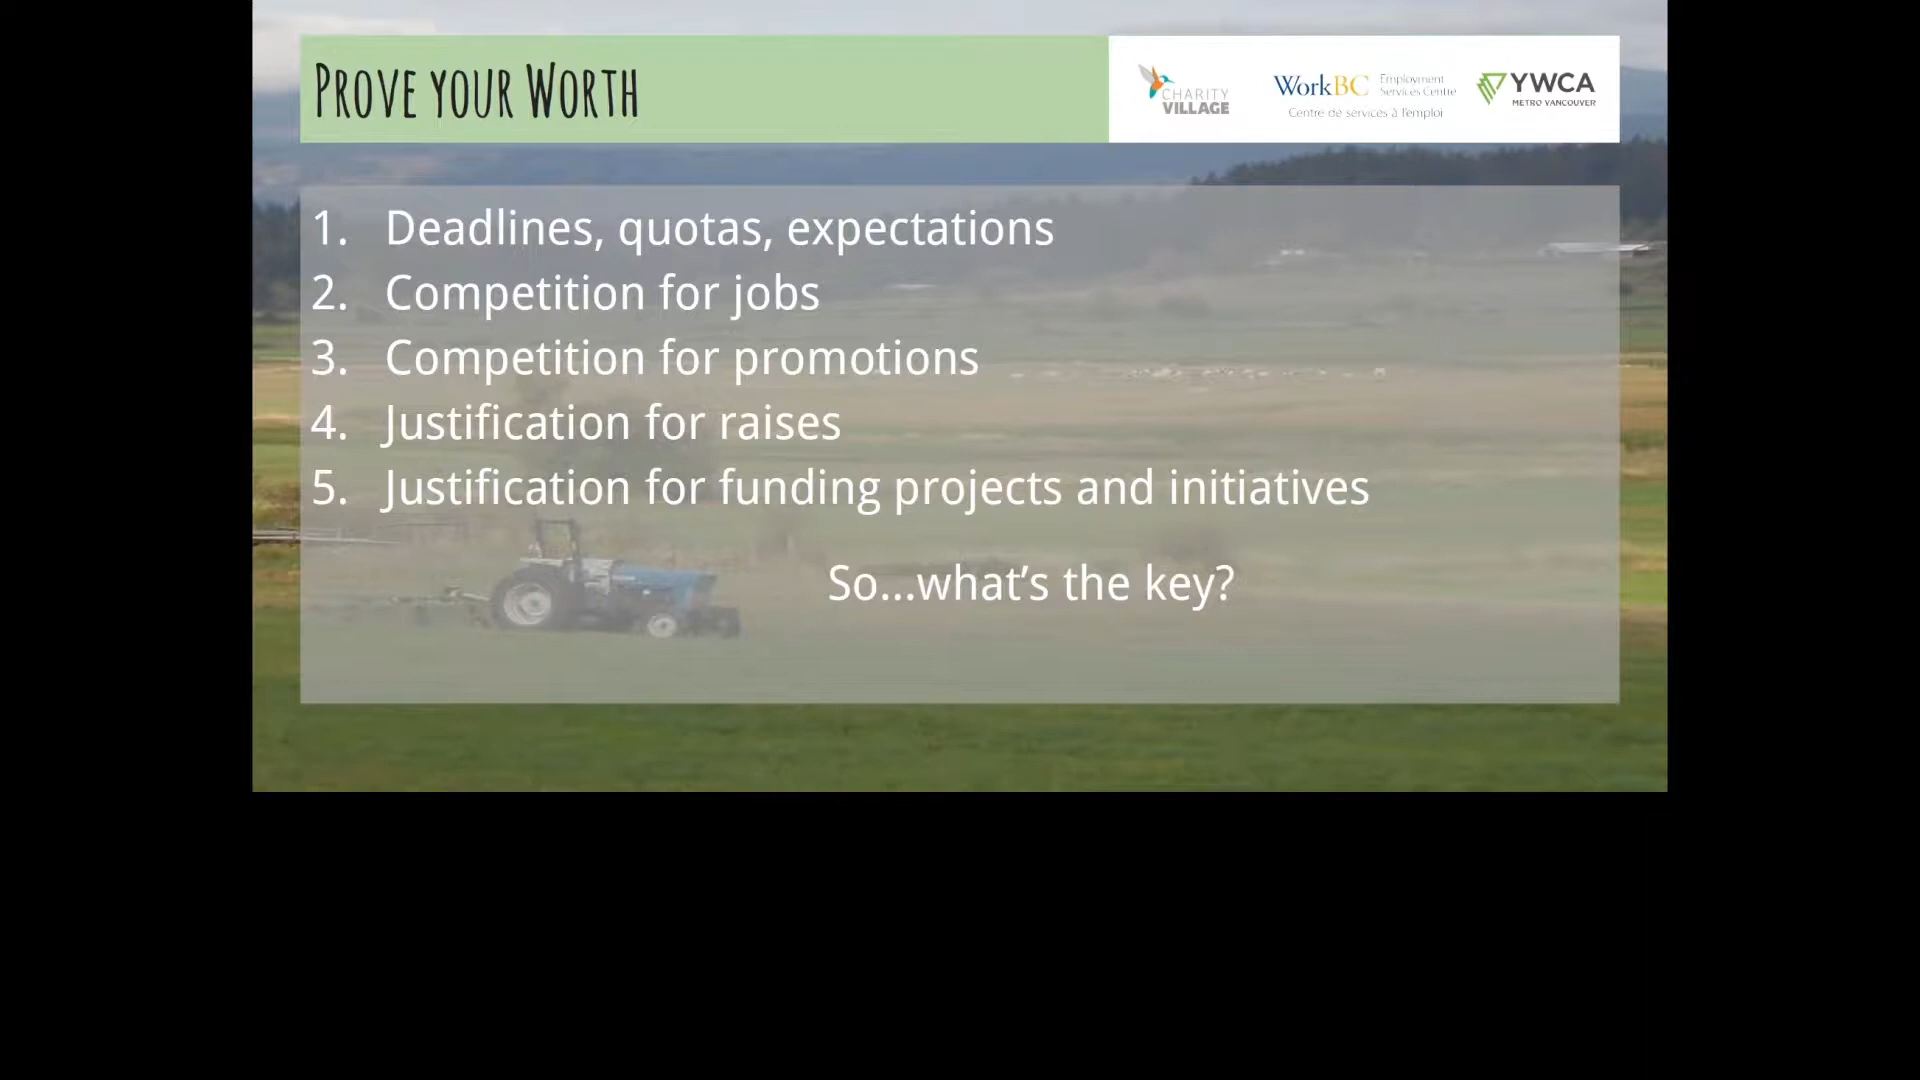 Prove your Worth
CHARITY
VILLAGE
WorkBC Employment
Services Centre
Centre de services à l'emploi
YWCA
METRO VANCOUVER
1. Deadlines, quotas, expectations
2. Competition for jobs
3. Competition for promotions
4. Justification for raises
5. Justification for funding projects and initiatives
So...what's the key?